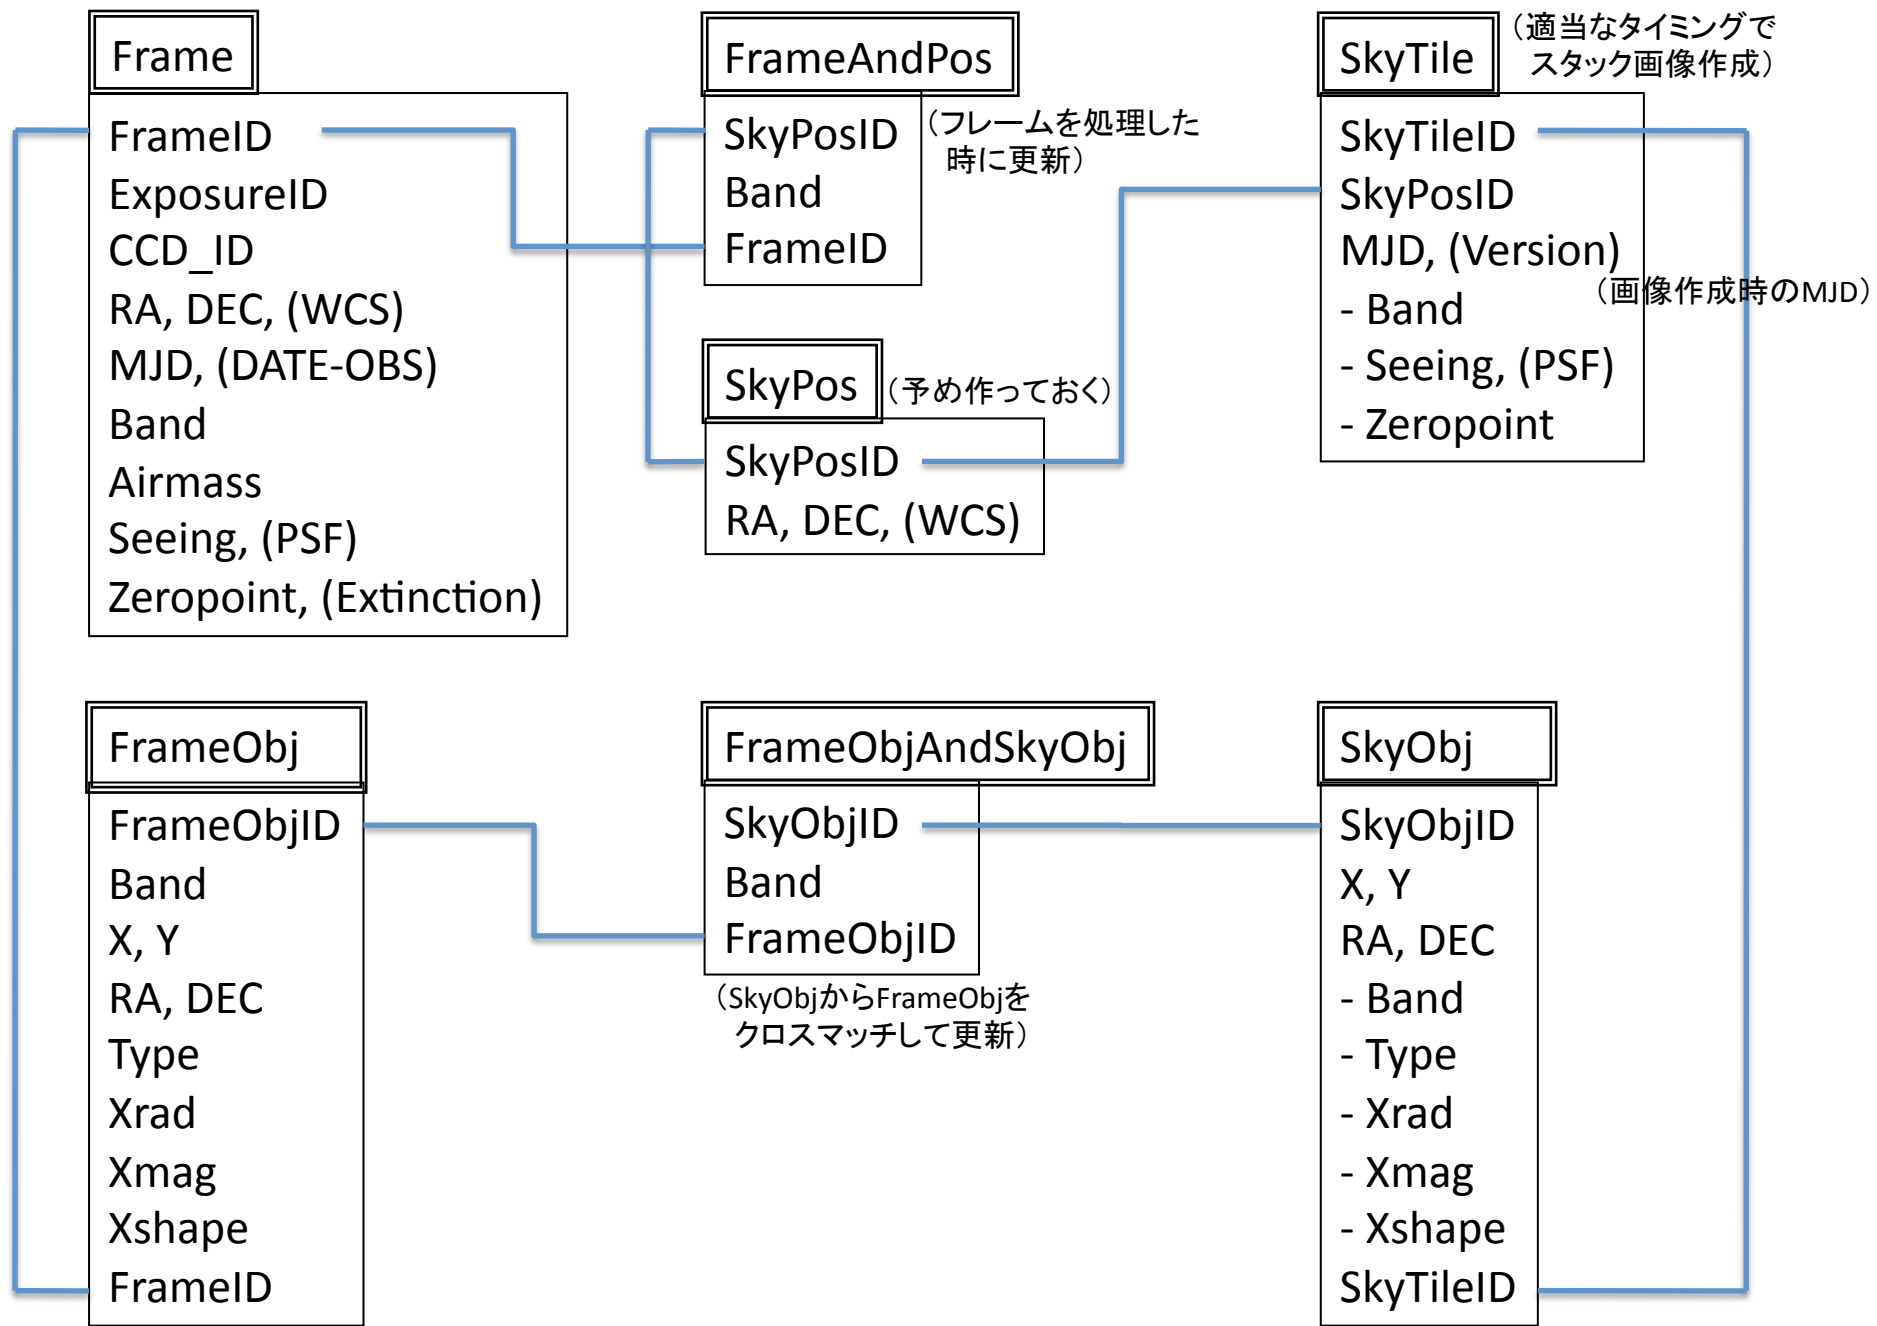 Frame
FrameID
ExposureID
CCD_ID
RA, DEC, (WCS)
MJD, (DATE-OBS)
Band
Airmass
Seeing, (PSF)
Zeropoint, (Extinction)
FrameAndPos
SkyPosID
Band
FrameID
（フレームを処理した
時に更新）
SkyPos
（予め作っておく）
SkyPosID
RA, DEC, (WCS)
SkyTile
（適当なタイミングで
スタック画像作成）
SkyTileID
SkyPosID
MJD, (Version)
（画像作成時のMJD）
- Band
- Seeing, (PSF)
- Zeropoint
FrameObj
FrameObjID
Band
X, Y
RA, DEC
Type
Xrad
Xmag
Xshape
FrameID
FrameObjAndSkyObj
SkyObjID
Band
FrameObjID
（SkyObjからFrameObjを
クロスマッチして更新）
SkyObj
SkyObjID
X, Y
RA, DEC
- Band
- Type
- Xrad
- Xmag
- Xshape
SkyTileID